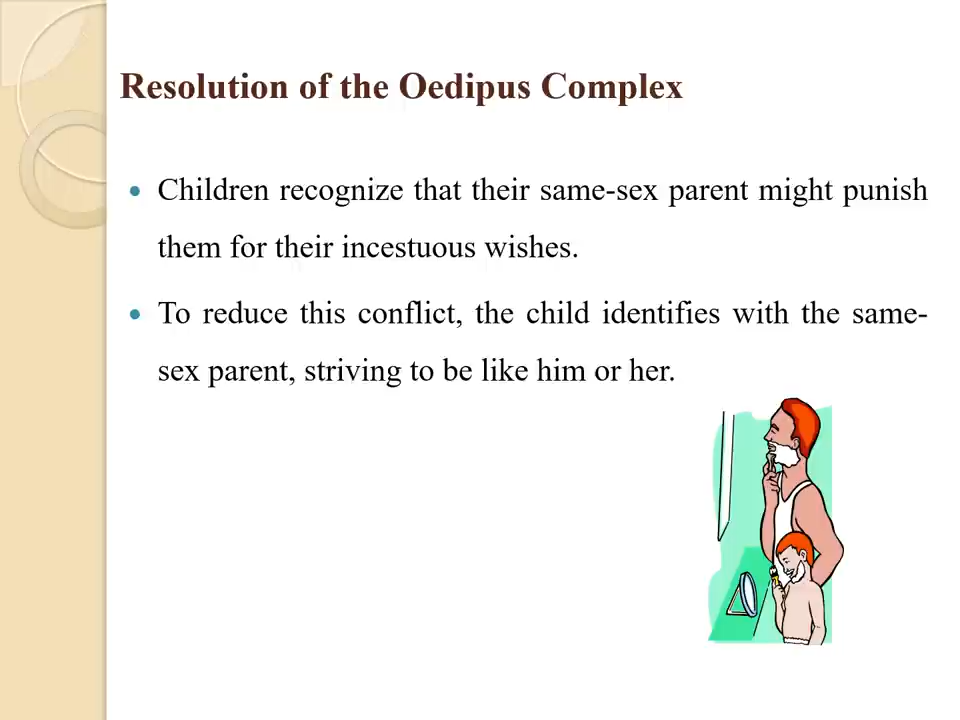 Resolution of the Oedipus Complex
• Children recognize that their same-sex parent might punish
them for their incestuous wishes.
• To reduce this conflict, the child identifies with the same-
sex parent, striving to be like him or her.